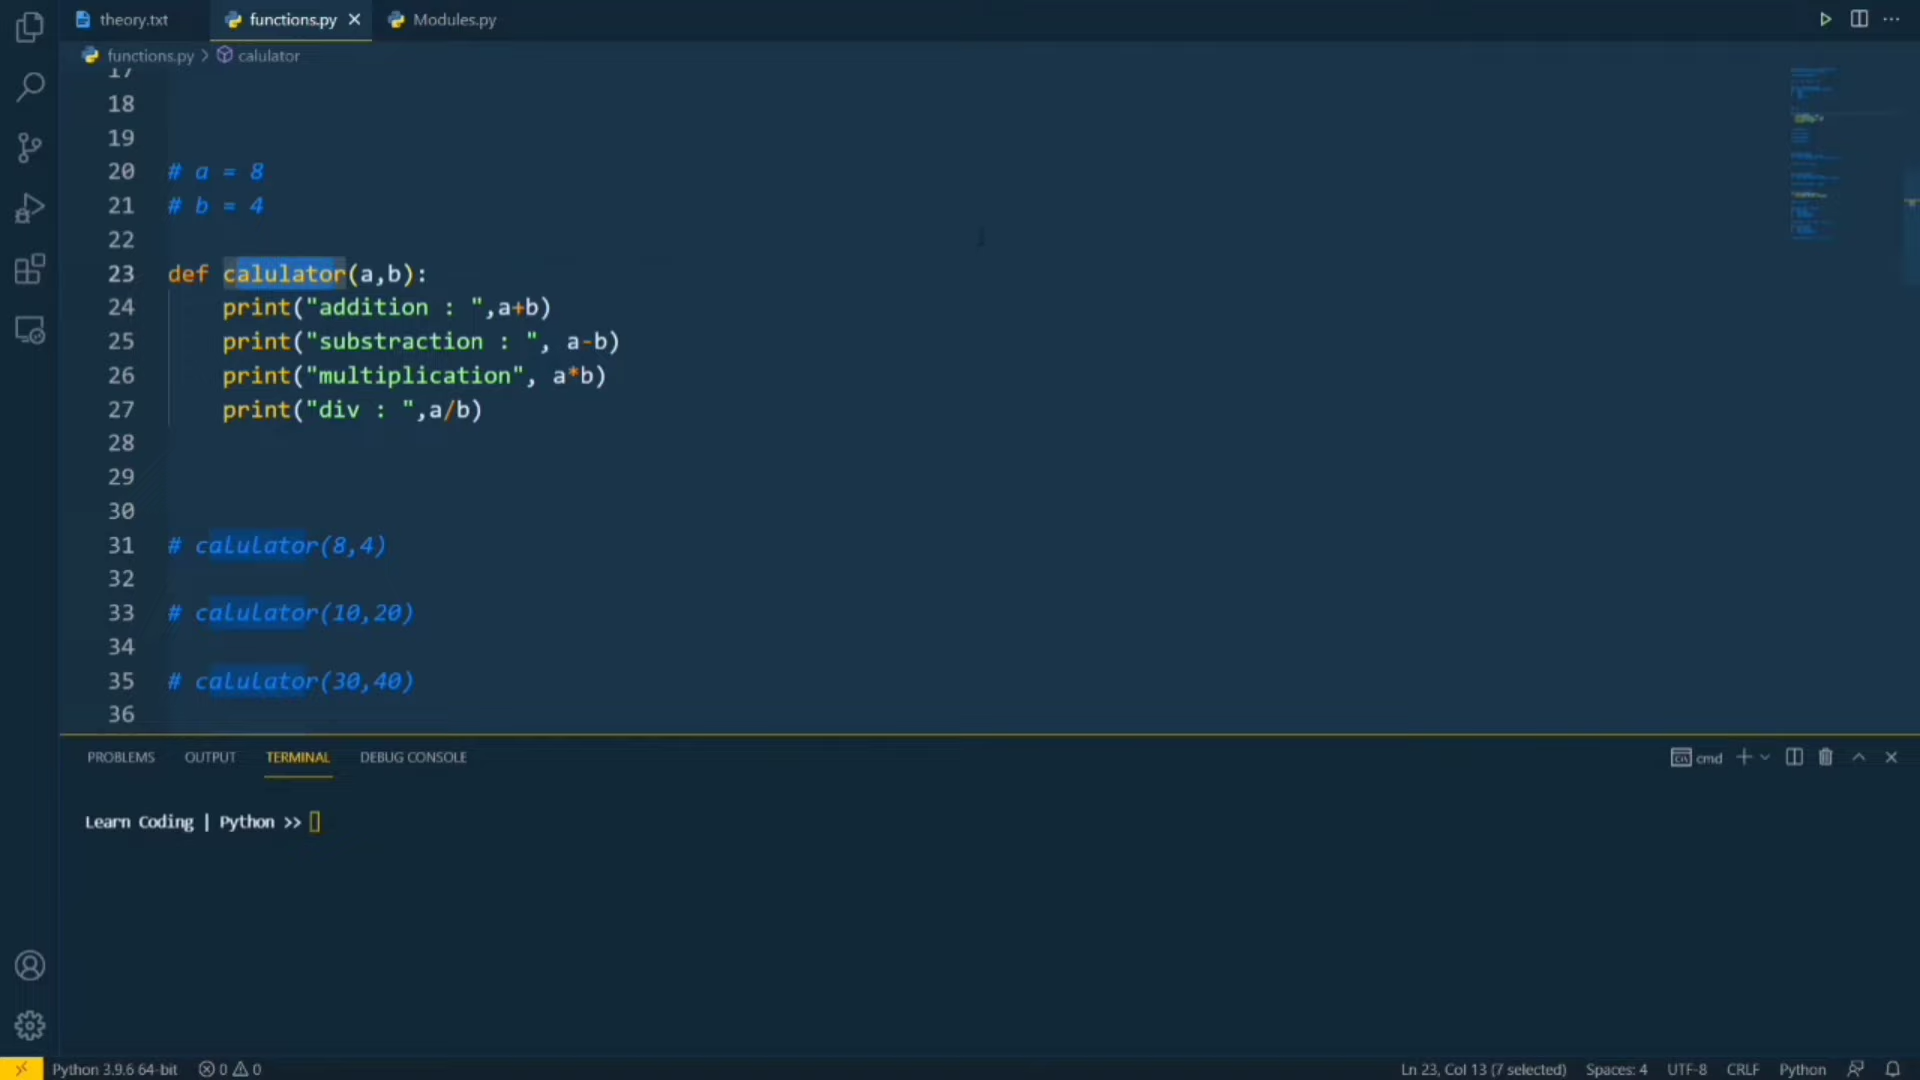 theory.txt functions.py Modules.py
functions.py > calulator
17
18
19
20 # a = 8
21 # b = 4
22
23 def calulator(a,b):
24 print("addition : ",a+b)
25 print("substraction : ", a-b)
26 print("multiplication", a*b)
27 print("div : ",a/b)
28
29
30
31 # calulator(8,4)
32
33 # calulator(10,20)
34
35 # calulator(30,40)
36
PROBLEMS OUTPUT TERMINAL DEBUG CONSOLE cmd
Learn Coding | Python >>
Python 3.9.6 64-bit 0 0 Ln 23, Col 13 (7 selected) Spaces: 4 UTF-8 CRLF Python